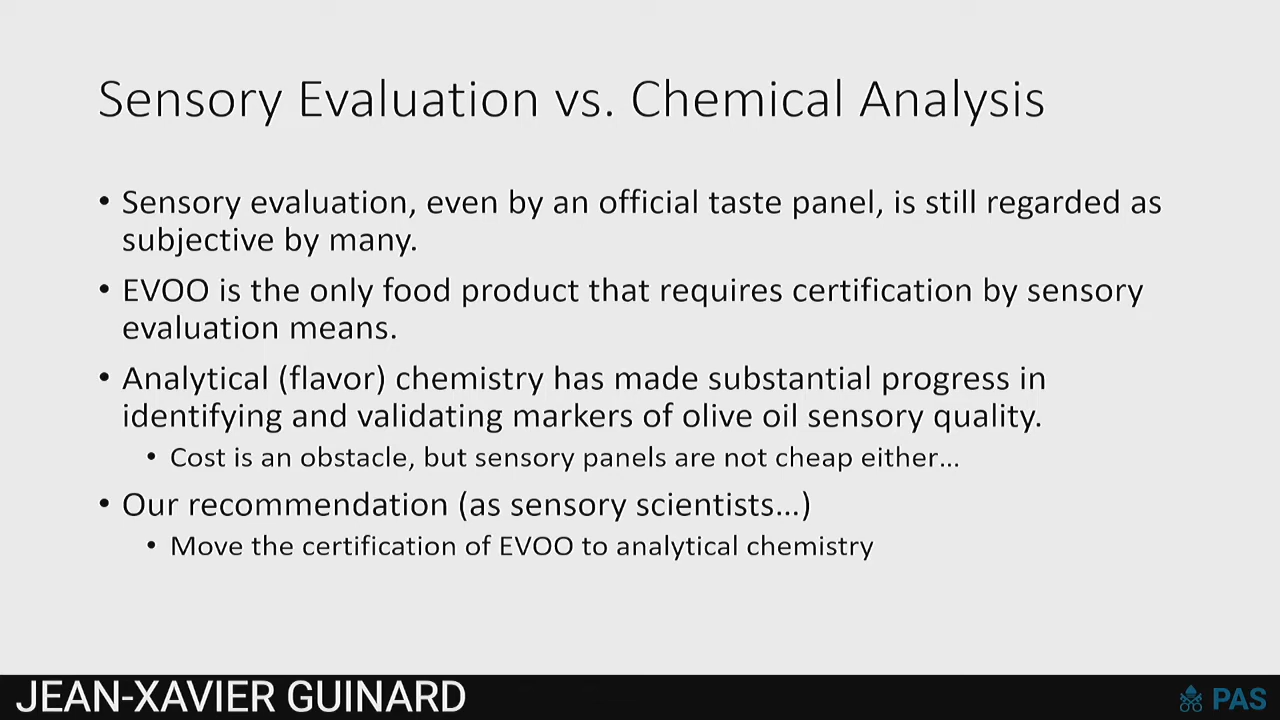 Sensory Evaluation vs. Chemical Analysis
• Sensory evaluation, even by an official taste panel, is still regarded as
subjective by many.
• EVOO is the only food product that requires certification by sensory
evaluation means.
• Analytical (flavor) chemistry has made substantial progress in
identifying and validating markers of olive oil sensory quality.
• Cost is an obstacle, but sensory panels are not cheap either…
• Our recommendation (as sensory scientists…)
• Move the certification of EVOO to analytical chemistry
JEAN-XAVIER GUINARD
PAS